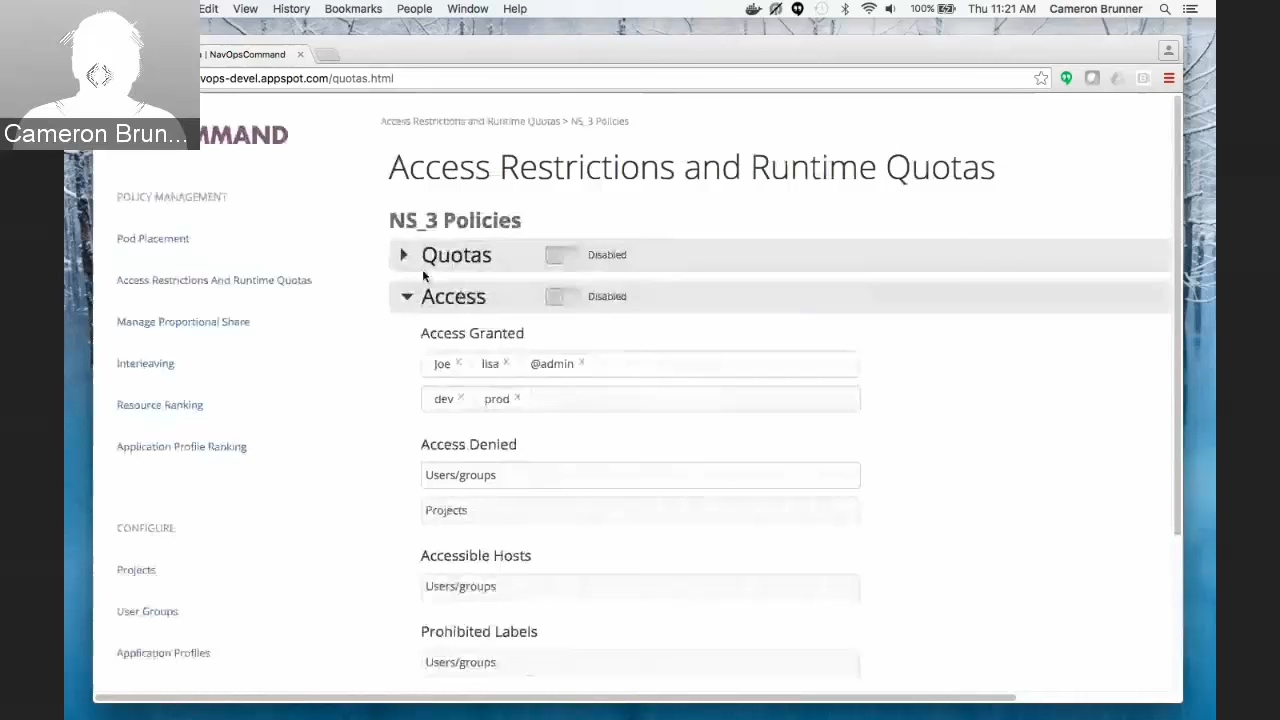 Edit View History Bookmarks People Window Help 100% Thu 11:21 AM Cameron Brunner
| NavOpsCommand ×
vops-devel.appspot.com/quotas.html
Cameron Brun...
MMAND
Access Restrictions and Runtime Quotas > NS_3 Policies
Access Restrictions and Runtime Quotas
POLICY MANAGEMENT
NS_3 Policies
Pod Placement
Quotas Disabled
Access Restrictions And Runtime Quotas
Access Disabled
Manage Proportional Share
Access Granted
Interleaving
Joe x lisa x @admin x
Resource Ranking
dev x prod x
Application Profile Ranking
Access Denied
Users/groups
Projects
CONFIGURE
Accessible Hosts
Projects
Users/groups
User Groups
Prohibited Labels
Application Profiles
Users/groups